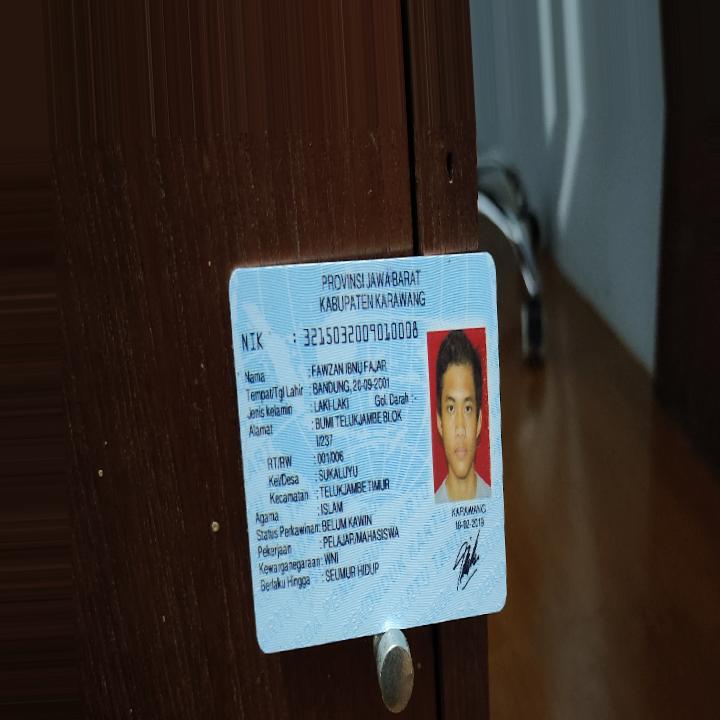 PROVINSI JAWA BARAT
KABUPATEN KARAWANG
NIK : 3215032009010008
Nama : FAWZAN IBNU FAJAR
Tempat/Tgl Lahir : BANDUNG, 20-09-2001
Jenis kelamin : LAKI-LAKI Gol. Darah :-
Alamat : BUMI TELUKJAMBE BLOK
I/237
RT/RW : 001/006
Kel/Desa : SUKALUYU
Kecamatan : TELUKJAMBE TIMUR
Agama : ISLAM
Status Perkawinan: BELUM KAWIN
Pekerjaan : PELAJAR/MAHASISWA
Kewarganegaraan: WNI
Berlaku Hingga : SEUMUR HIDUP
KARAWANG
18-02-2019